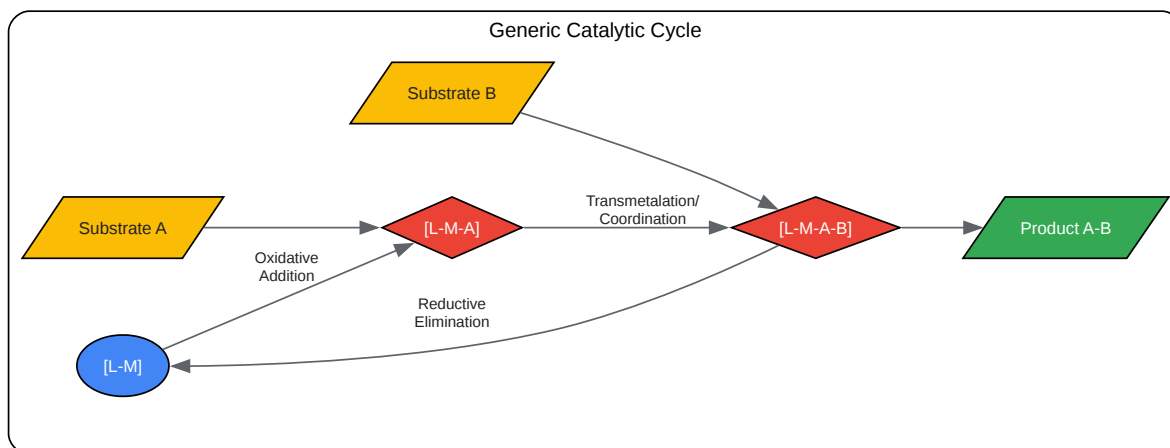 Generic Catalytic Cycle
Substrate B
Substrate A
[L-M-A]
Transmetalation/
Coordination
[L-M-A-B]
Product A-B
Oxidative
Addition
Reductive
Elimination
[L-M]